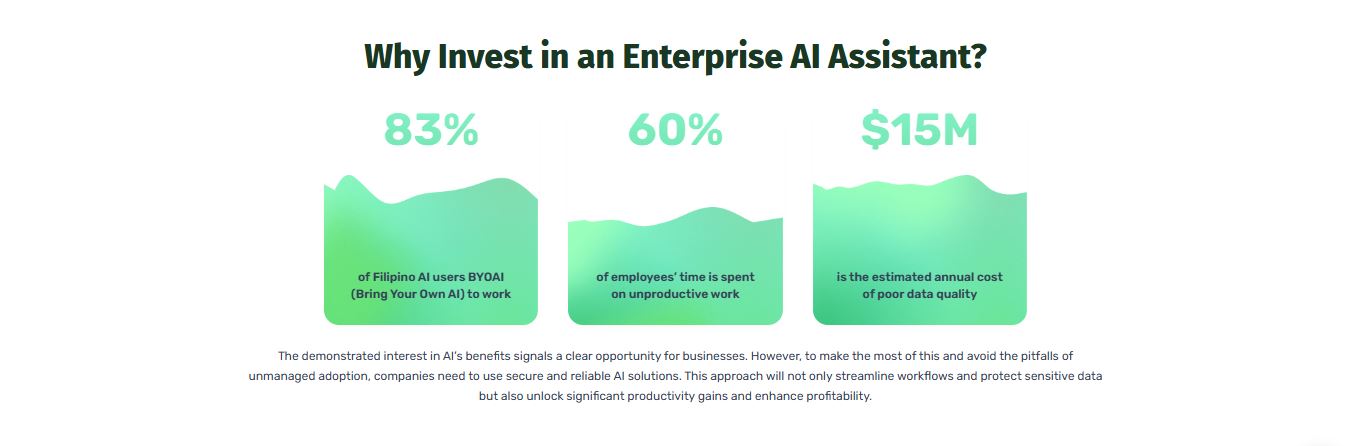 Why Invest in an Enterprise AI Assistant?
83%
of Filipino AI users BYOAI
(Bring Your Own AI) to work
60%
of employees’ time is spent
on unproductive work
$15M
is the estimated annual cost
of poor data quality
The demonstrated interest in AI’s benefits signals a clear opportunity for businesses. However, to make the most of this and avoid the pitfalls of
unmanaged adoption, companies need to use secure and reliable AI solutions. This approach will not only streamline workflows and protect sensitive data
but also unlock significant productivity gains and enhance profitability.